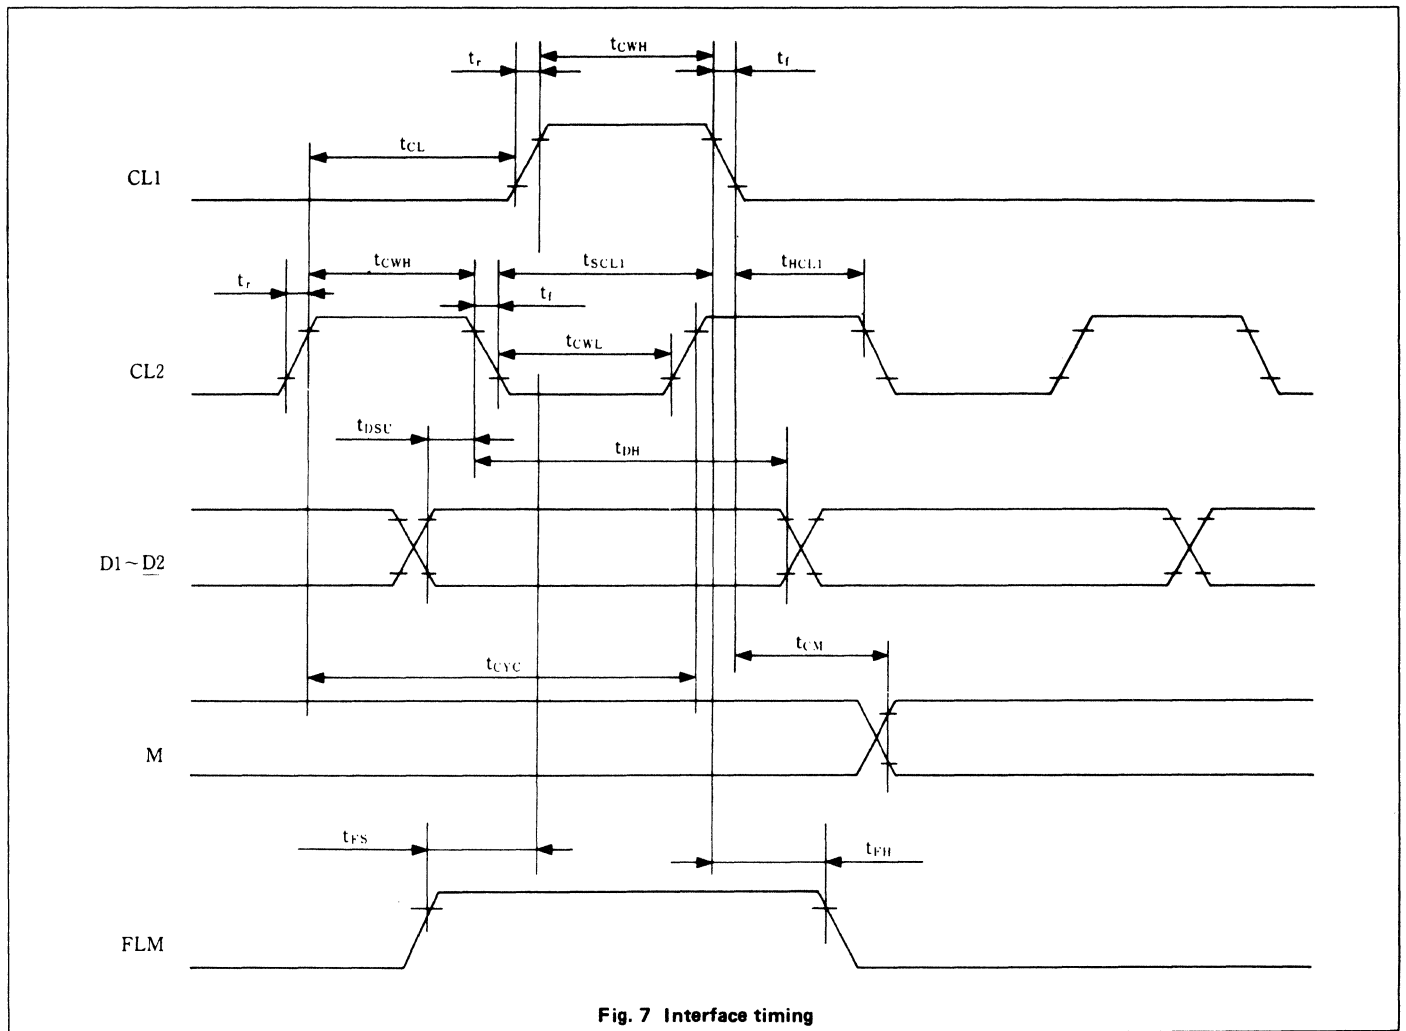 tCWH
tr
tf
tCL
CL1
tCWH
tSCL1
tHCL1
tr
tf
tCWL
CL2
tDSU
tDH
D1~D2
tCM
tCYC
M
tFS
tFH
FLM
Fig. 7 Interface timing